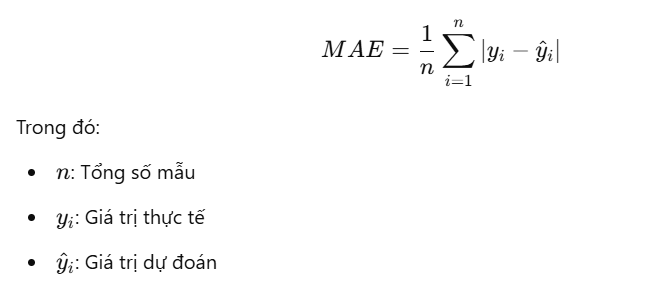 MAE = \frac{1}{n} \sum_{i=1}^{n} |y_i - \hat{y}_i|
Trong đó:
• n: Tổng số mẫu
• y_i: Giá trị thực tế
• \hat{y}_i: Giá trị dự đoán